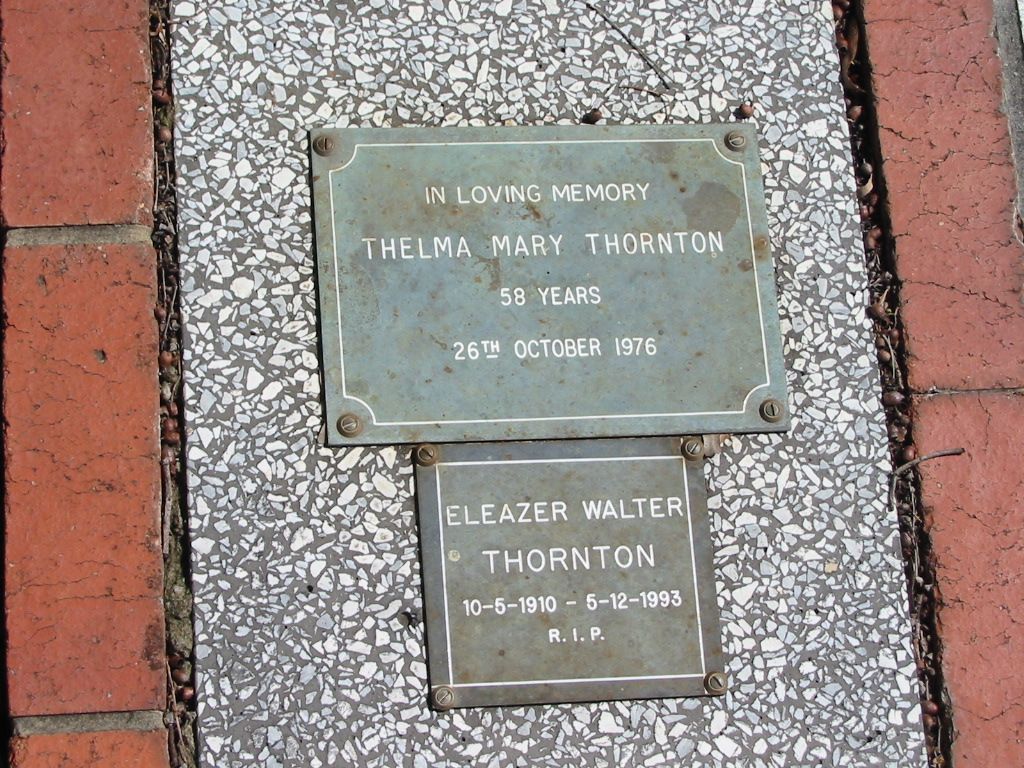 IN LOVING MEMORY
THELMA MARY THORNTON
58 YEARS
26TH OCTOBER 1976
ELEAZER WALTER
THORNTON
10-5-1910 - 5-12-1993
R. I. P.